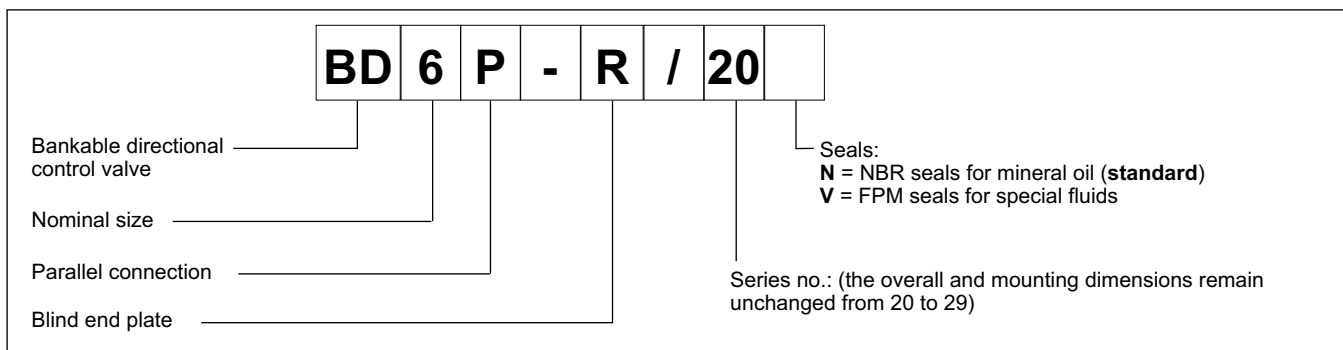 BD 6 P - R / 20
Bankable directional
control valve
Nominal size
Parallel connection
Blind end plate
Seals:
N = NBR seals for mineral oil (standard)
V = FPM seals for special fluids
Series no.: (the overall and mounting dimensions remain
unchanged from 20 to 29)